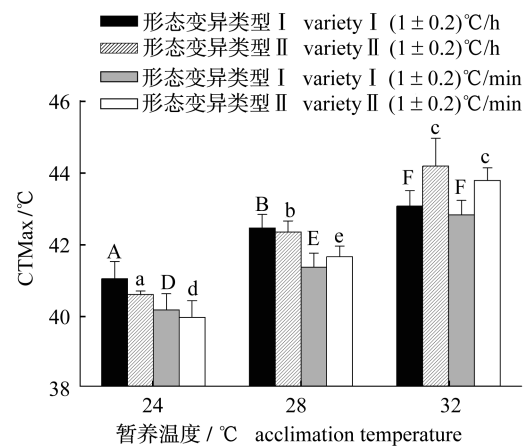 形态变异类型Ⅰ variety Ⅰ (1±0.2)℃/h
形态变异类型Ⅱ variety Ⅱ (1±0.2)℃/h
形态变异类型Ⅰ variety Ⅰ (1±0.2)℃/min
形态变异类型Ⅱ variety Ⅱ (1±0.2)℃/min
46
44
42
40
38
CTMax/℃
A
a
D
d
B
b
E
e
F
c
F
c
24
28
32
暂养温度 / ℃ acclimation temperature